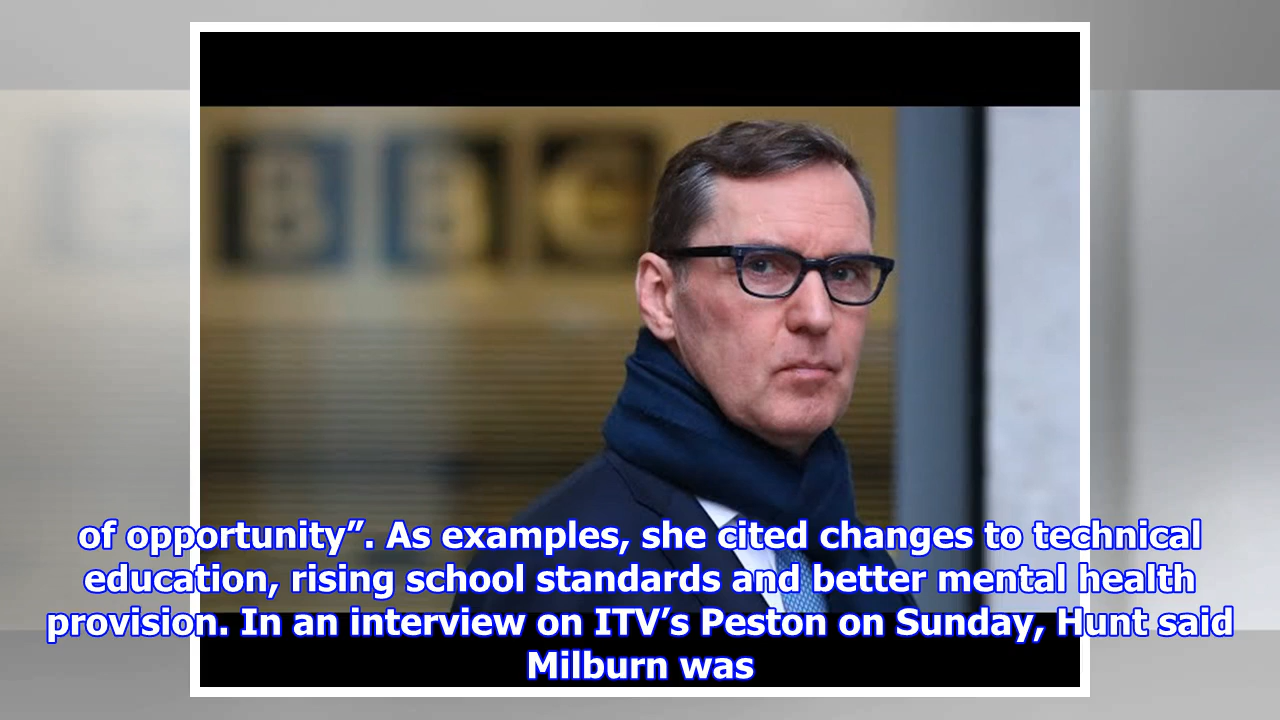 BBC
of opportunity”. As examples, she cited changes to technical
education, rising school standards and better mental health
provision. In an interview on ITV’s Peston on Sunday, Hunt said
Milburn was